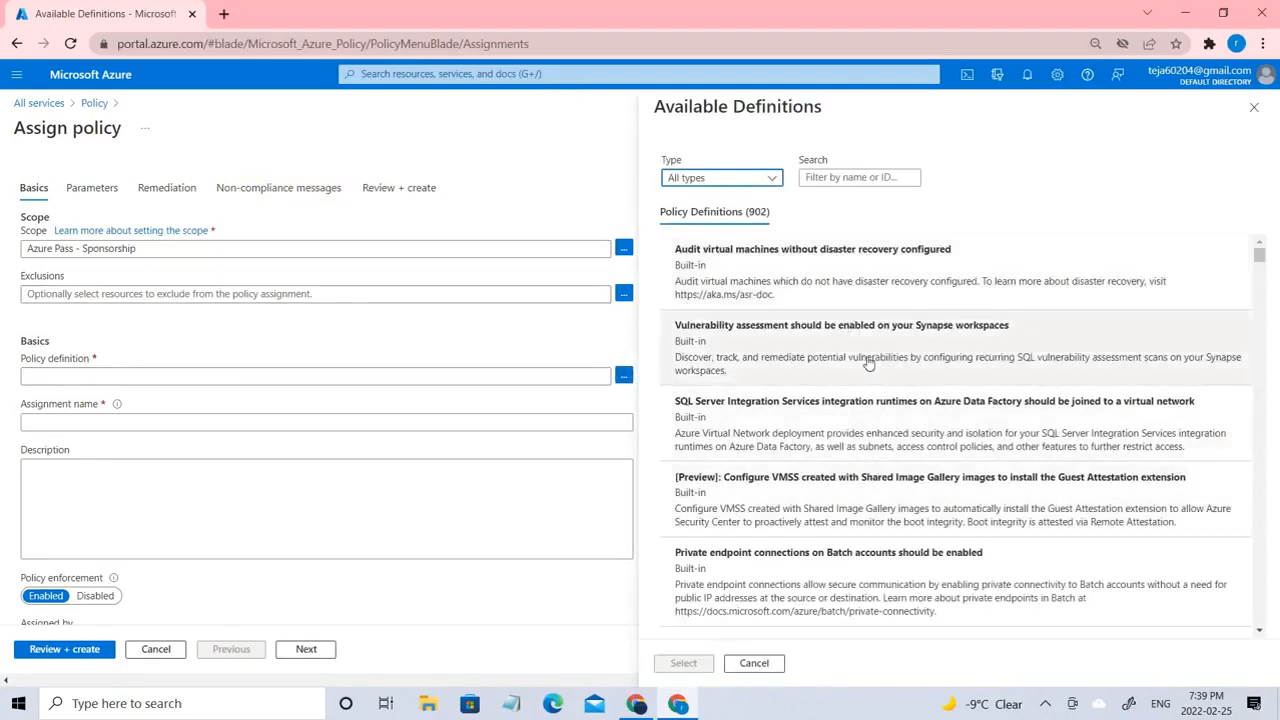 Available Definitions - Microsof
portal.azure.com/#blade/Microsoft_Azure_Policy/PolicyMenuBlade/Assignments
Microsoft Azure
Search resources, services, and docs (G+/)
teja60204@gmail.com
DEFAULT DIRECTORY
All services > Policy >
Assign policy ...
Basics Parameters Remediation Non-compliance messages Review + create
Scope
Scope Learn more about setting the scope *
Azure Pass - Sponsorship
...
Exclusions
Optionally select resources to exclude from the policy assignment.
...
Basics
Policy definition *
...
Assignment name *
Description
Policy enforcement
Enabled Disabled
Assigned by
Review + create Cancel Previous Next
Available Definitions
Type
All types
Search
Filter by name or ID...
Policy Definitions (902)
Audit virtual machines without disaster recovery configured
Built-in
Audit virtual machines which do not have disaster recovery configured. To learn more about disaster recovery, visit
https://aka.ms/asr-doc.
Vulnerability assessment should be enabled on your Synapse workspaces
Built-in
Discover, track, and remediate potential vulnerabilities by configuring recurring SQL vulnerability assessment scans on your Synapse
workspaces.
SQL Server Integration Services integration runtimes on Azure Data Factory should be joined to a virtual network
Built-in
Azure Virtual Network deployment provides enhanced security and isolation for your SQL Server Integration Services integration
runtimes on Azure Data Factory, as well as subnets, access control policies, and other features to further restrict access.
[Preview]: Configure VMSS created with Shared Image Gallery images to install the Guest Attestation extension
Built-in
Configure VMSS created with Shared Image Gallery images to automatically install the Guest Attestation extension to allow Azure
Security Center to proactively attest and monitor the boot integrity. Boot integrity is attested via Remote Attestation.
Private endpoint connections on Batch accounts should be enabled
Built-in
Private endpoint connections allow secure communication by enabling private connectivity to Batch accounts without a need for
public IP addresses at the source or destination. Learn more about private endpoints in Batch at
https://docs.microsoft.com/azure/batch/private-connectivity.
Select Cancel
Type here to search
-9°C Clear
ENG
7:39 PM
2022-02-25